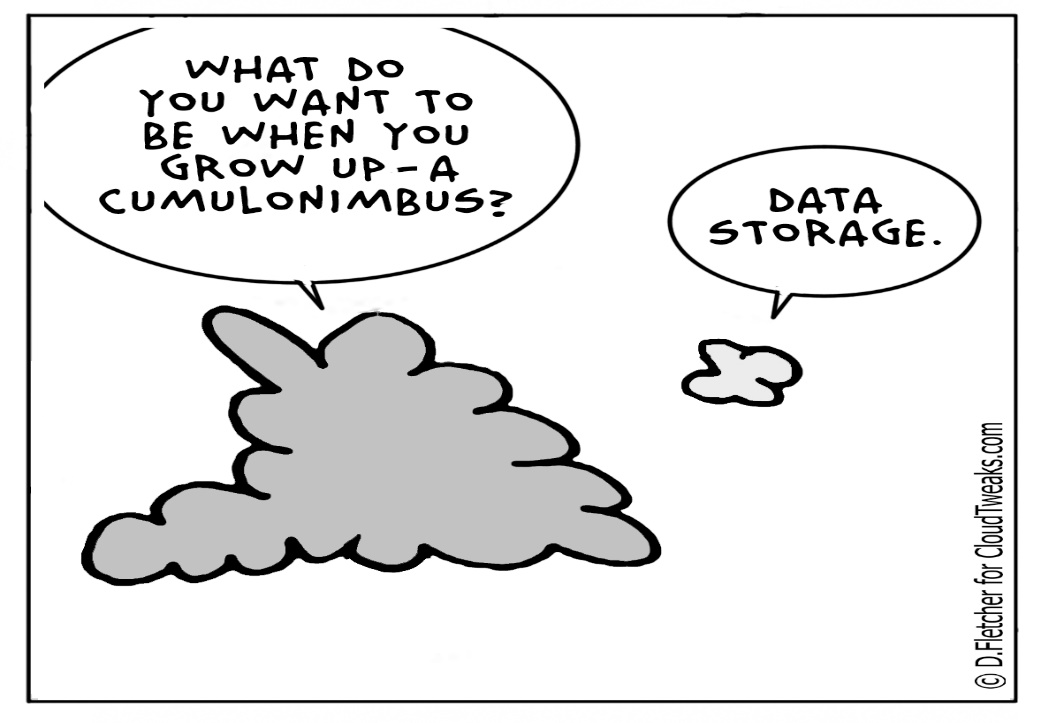 WHAT DO
YOU WANT TO
BE WHEN YOU
GROW UP-A
CUMULONIMBUS?
DATA
STORAGE.
© D.Fletcher for CloudTweaks.com